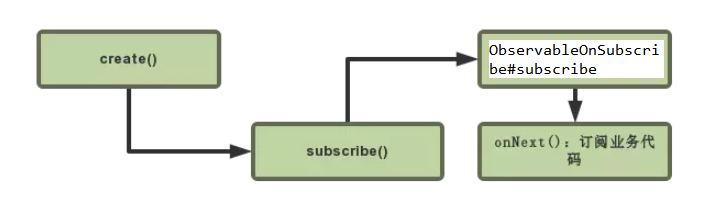 create()
subscribe()
ObservableOnSubscri
be#subscribe
onNext(): 订阅业务代
码